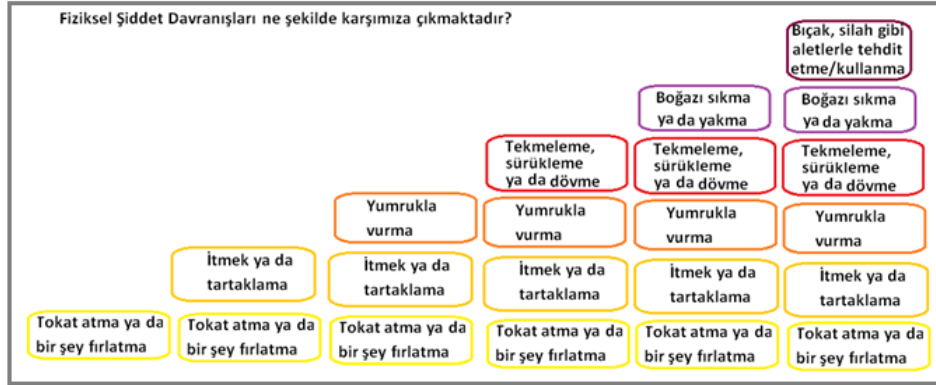 Fiziksel Şiddet Davranışları ne şekilde karşımıza çıkmaktadır?
Bıçak, silah gibi
aletlerle tehdit
etme/kullanma
Boğazı sıkma
ya da yakma
Boğazı sıkma
ya da yakma
Tekmeleme,
sürükleme
ya da dövme
Tekmeleme,
sürükleme
ya da dövme
Tekmeleme,
sürükleme
ya da dövme
Yumrukla
vurma
Yumrukla
vurma
Yumrukla
vurma
Yumrukla
vurma
İtmek ya da
tartaklama
İtmek ya da
tartaklama
İtmek ya da
tartaklama
İtmek ya da
tartaklama
İtmek ya da
tartaklama
Tokat atma ya da
bir şey fırlatma
Tokat atma ya da
bir şey fırlatma
Tokat atma ya da
bir şey fırlatma
Tokat atma ya da
bir şey fırlatma
Tokat atma ya da
bir şey fırlatma
Tokat atma ya da
bir şey fırlatma